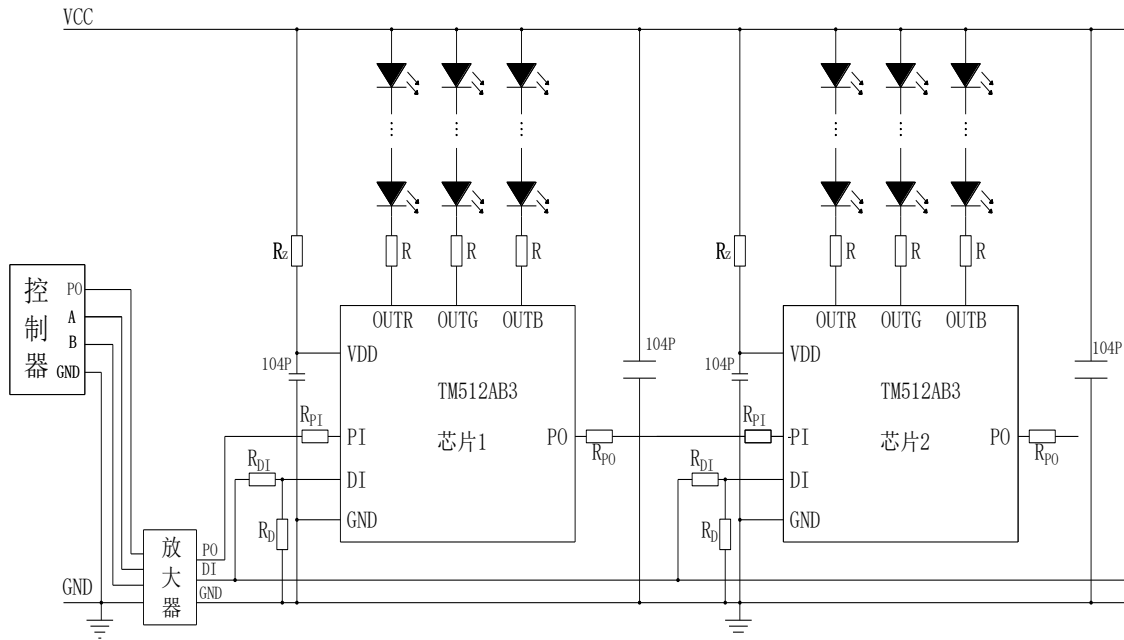 VCC
Rz R R R Rz R R R
控制器
PO
A
B
GND
OUTR OUTG OUTB OUTR OUTG OUTB
104P VDD 104P 104P VDD 104P
TM512AB3 TM512AB3
RPI PI 芯片1 PO RPO RPI PI 芯片2 PO RPO
RDI DI RDI DI
RD GND RD GND
放大器
PO
DI
GND
GND